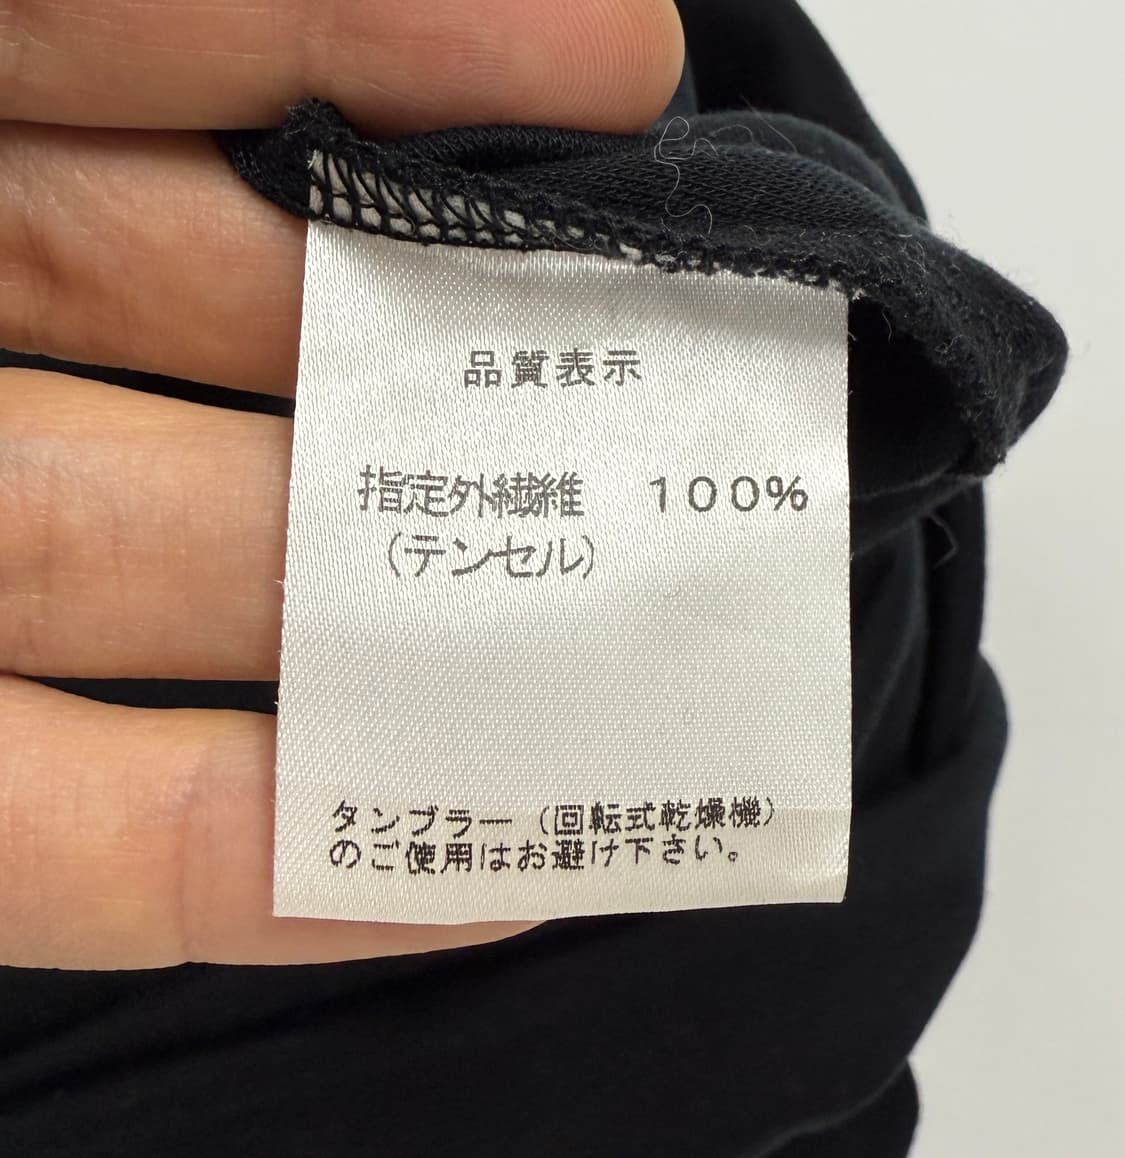 品質表示
指定外繊維　１００％
（テンセル）
タンブラー（回転式乾燥機）
のご使用はお避け下さい。